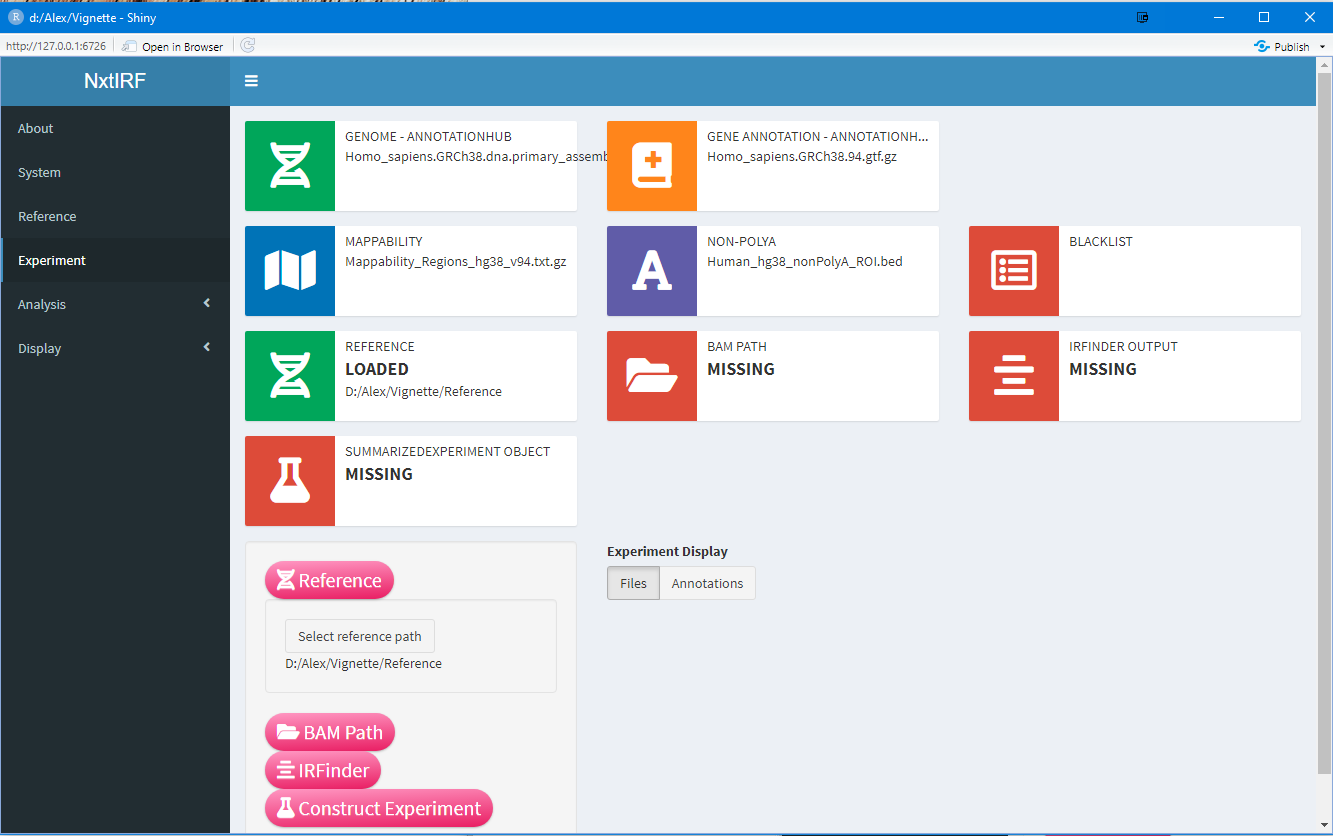 d:/Alex/Vignette - Shiny
http://127.0.0.1:6726
Open in Browser
Publish
NxtIRF
About
System
Reference
Experiment
Analysis
Display
GENOME - ANNOTATIONHUB
Homo_sapiens.GRCh38.dna.primary_assemb
GENE ANNOTATION - ANNOTATIONH...
Homo_sapiens.GRCh38.94.gtf.gz
MAPPABILITY
Mappability_Regions_hg38_v94.txt.gz
NON-POLYA
Human_hg38_nonPolyA_ROI.bed
BLACKLIST
REFERENCE
LOADED
D:/Alex/Vignette/Reference
BAM PATH
MISSING
IRFINDER OUTPUT
MISSING
SUMMARIZEDEXPERIMENT OBJECT
MISSING
Reference
Select reference path
D:/Alex/Vignette/Reference
BAM Path
IRFinder
Construct Experiment
Experiment Display
Files
Annotations